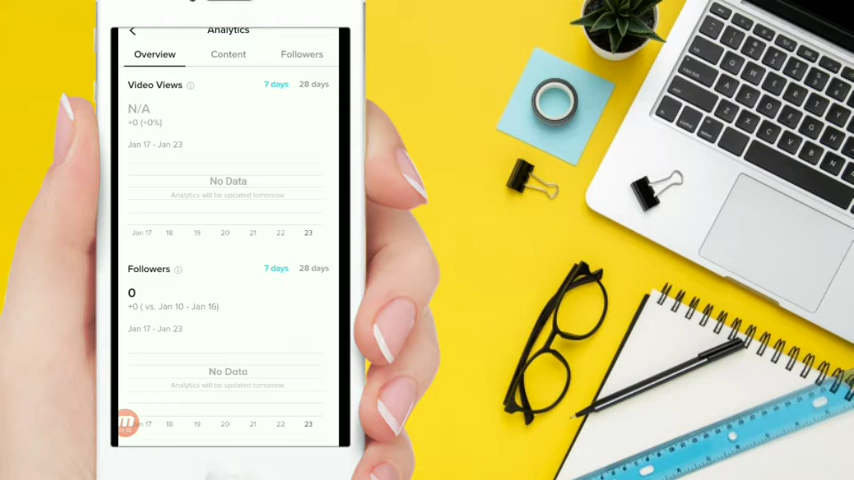 Analytics
Overview Content Followers
Video Views 7 days 28 days
N/A
+0 (+0%)
Jan 17 - Jan 23
No Data
Analytics will be updated tomorrow
Jan 17 18 19 20 21 22 23
Followers 7 days 28 days
0
+0 ( vs. Jan 10 - Jan 16)
Jan 17 - Jan 23
No Data
Analytics will be updated tomorrow
Jan 17 18 19 20 21 22 23